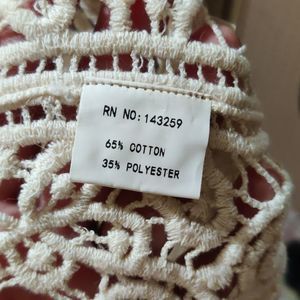 RN NO: 143259
65% COTTON
35% POLYESTER